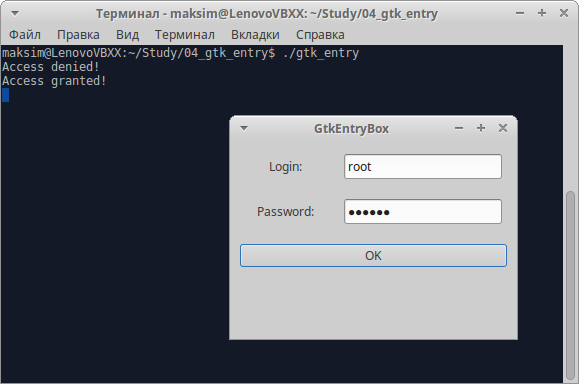 Терминал - maksim@LenovoVBXX: ~/Study/04_gtk_entry
Файл Правка Вид Терминал Вкладки Справка
maksim@LenovoVBXX:~/Study/04_gtk_entry$ ./gtk_entry
Access denied!
Access granted!
GtkEntryBox
Login: root
Password: ●●●●●●
OK